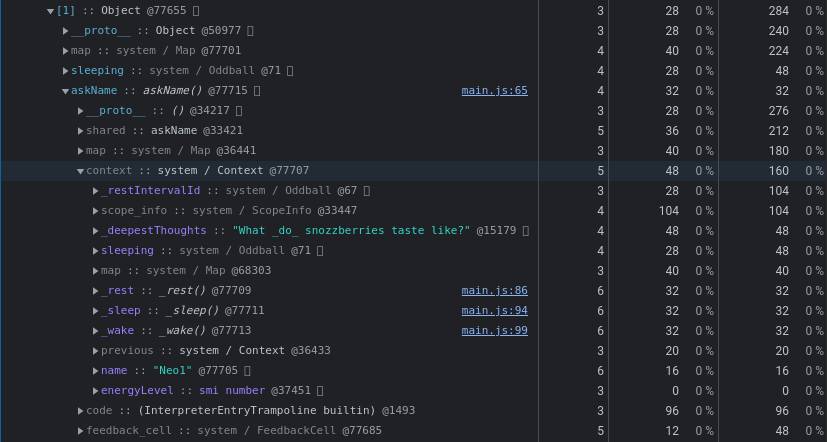 ▼[1] :: Object @77655 3 28 0 % 284 0 %
▶__proto__ :: Object @50977 3 28 0 % 240 0 %
▶map :: system / Map @77701 4 40 0 % 224 0 %
▶sleeping :: system / Oddball @71 4 28 0 % 48 0 %
▼askName :: askName() @77715 main.js:65 4 32 0 % 32 0 %
▶__proto__ :: () @34217 3 28 0 % 276 0 %
▶shared :: askName @33421 5 36 0 % 212 0 %
▶map :: system / Map @36441 3 40 0 % 180 0 %
▼context :: system / Context @77707 5 48 0 % 160 0 %
▶_restIntervalId :: system / Oddball @67 3 28 0 % 104 0 %
▶scope_info :: system / ScopeInfo @33447 4 104 0 % 104 0 %
▶_deepestThoughts :: "What _do_ snozzberries taste like?" @15179 4 48 0 % 48 0 %
▶sleeping :: system / Oddball @71 4 28 0 % 48 0 %
▶map :: system / Map @68303 3 40 0 % 40 0 %
▶_rest :: _rest() @77709 main.js:86 6 32 0 % 32 0 %
▶_sleep :: _sleep() @77711 main.js:94 6 32 0 % 32 0 %
▶_wake :: _wake() @77713 main.js:99 6 32 0 % 32 0 %
▶previous :: system / Context @36433 3 20 0 % 20 0 %
▶name :: "Neo1" @77705 6 16 0 % 16 0 %
▶energyLevel :: smi number @37451 3 0 0 % 0 0 %
▶code :: (InterpreterEntryTrampoline builtin) @1493 3 96 0 % 96 0 %
▶feedback_cell :: system / FeedbackCell @77685 5 12 0 % 48 0 %